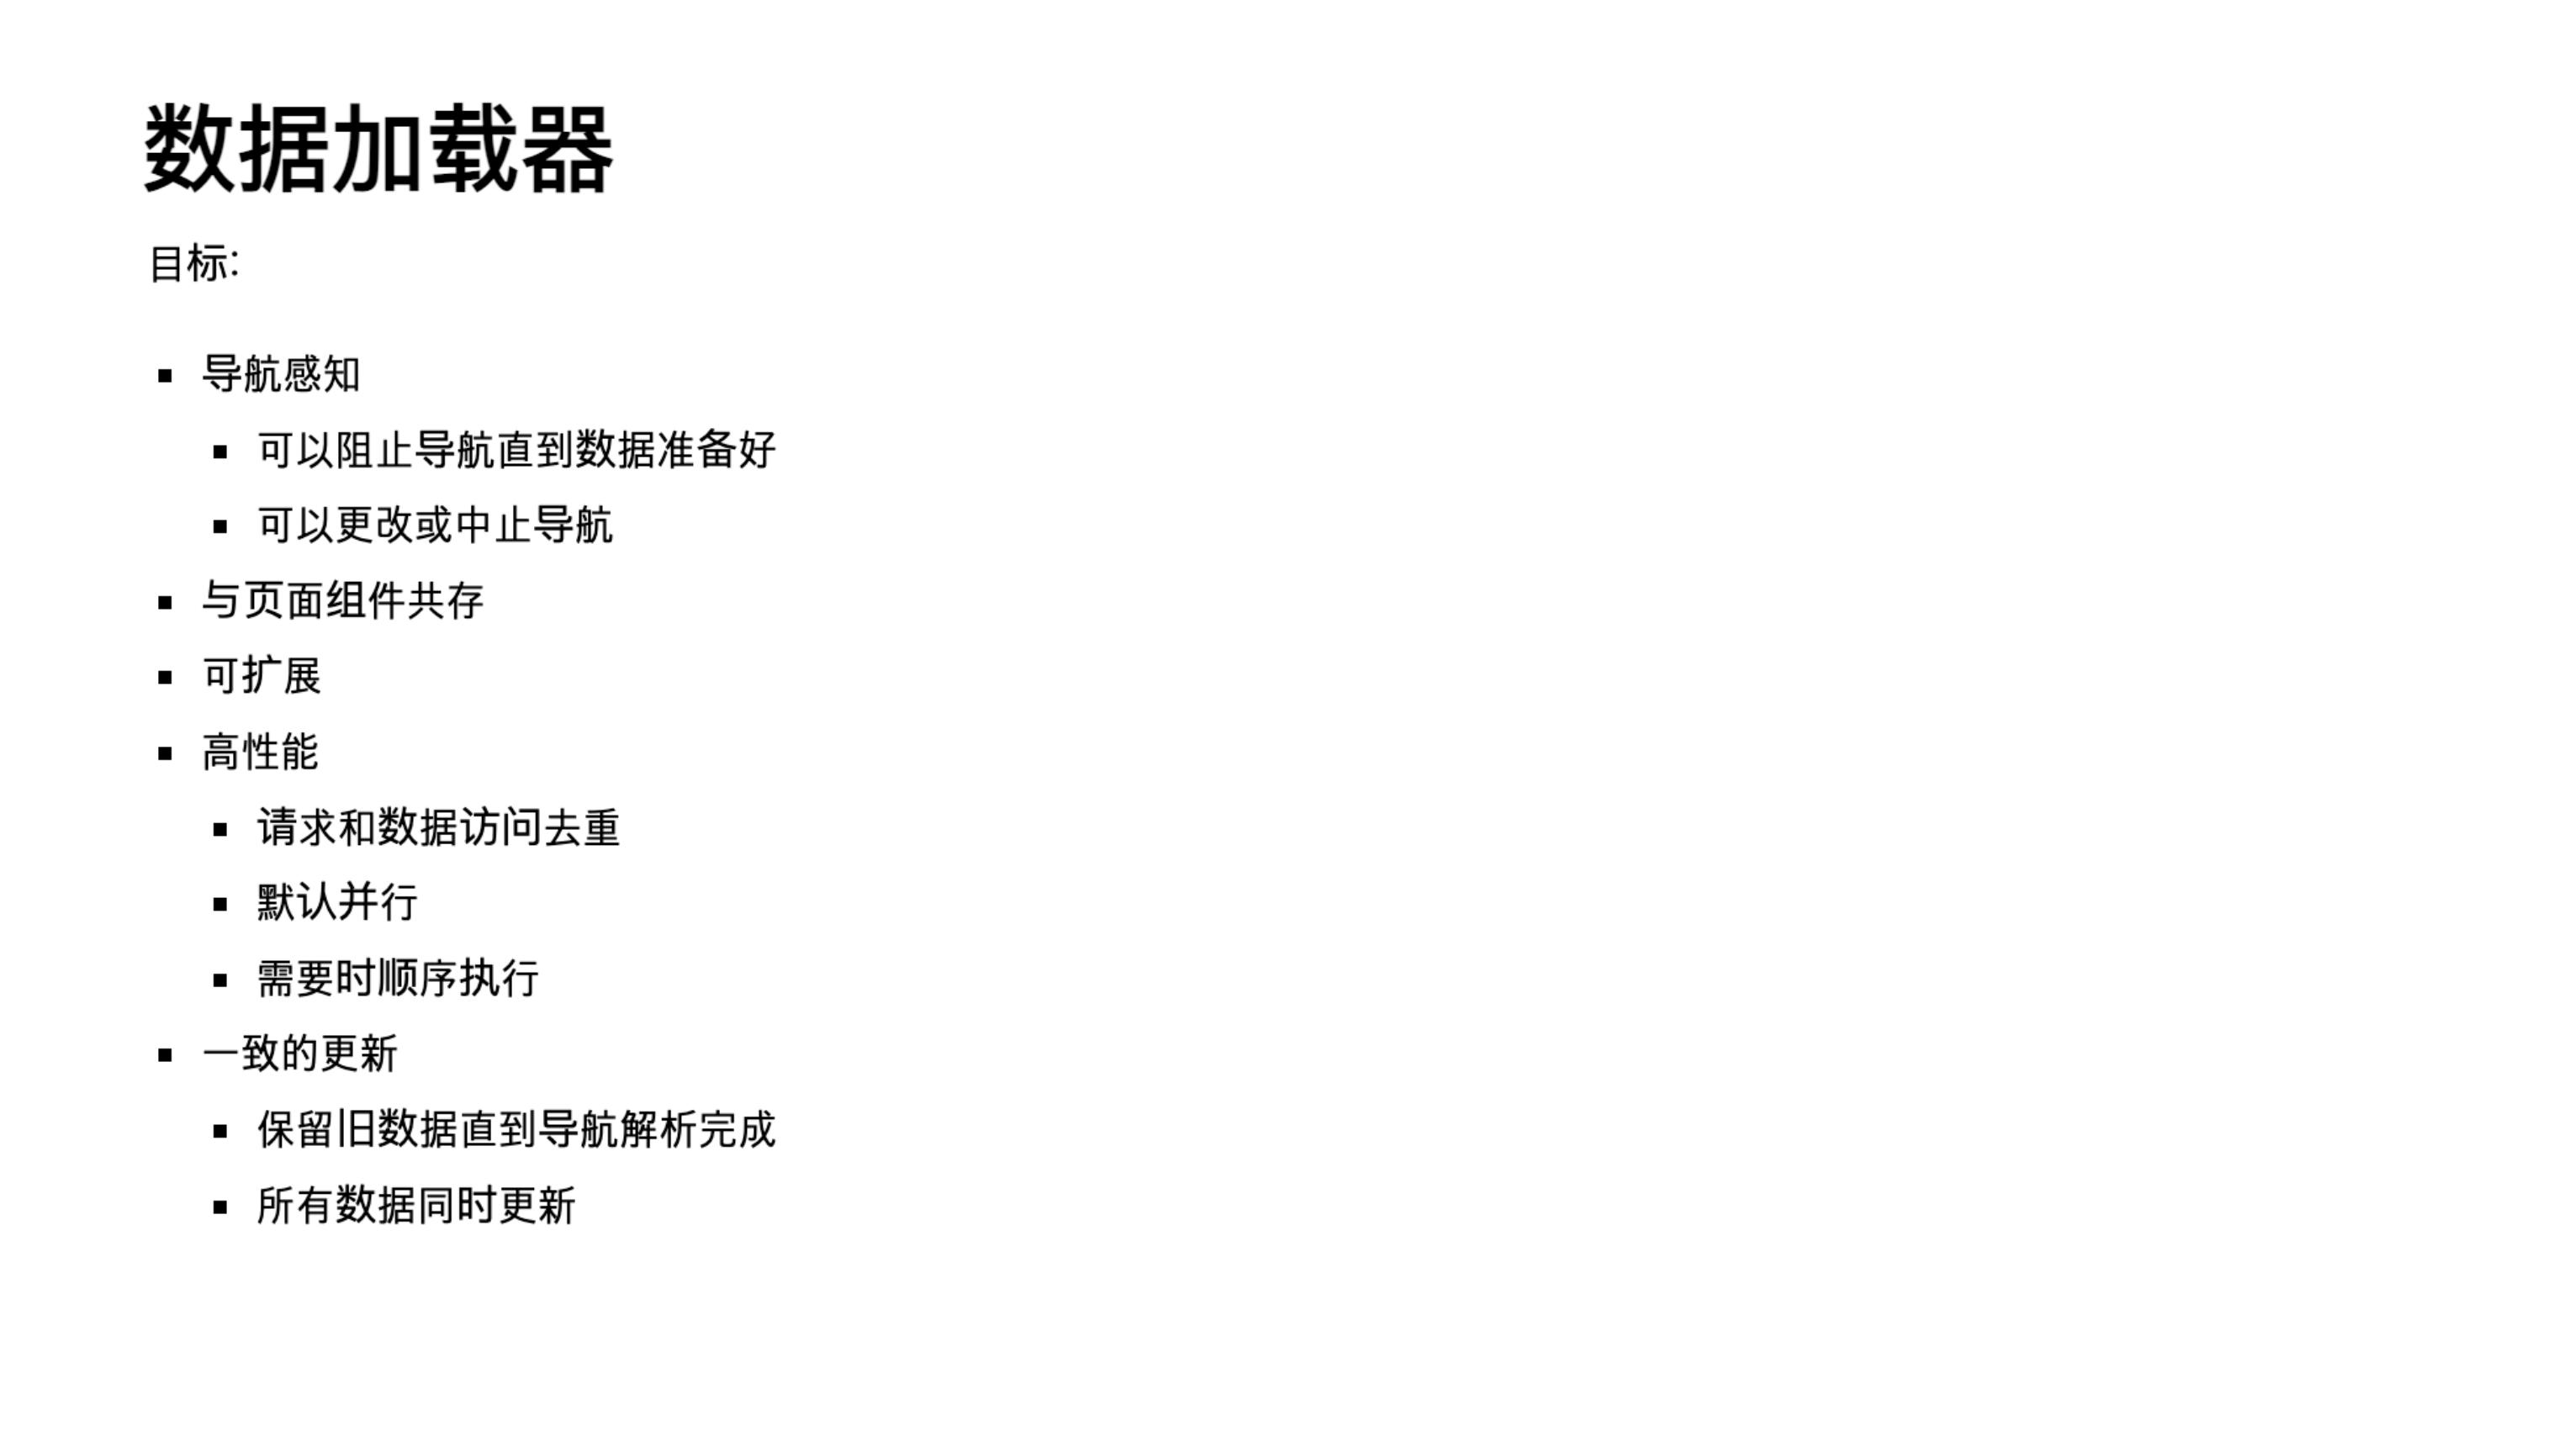 数据加载器
目标:
▪ 导航感知
▪ 可以阻止导航直到数据准备好
▪ 可以更改或中止导航
▪ 与页面组件共存
▪ 可扩展
▪ 高性能
▪ 请求和数据访问去重
▪ 默认并行
▪ 需要时顺序执行
▪ 一致的更新
▪ 保留旧数据直到导航解析完成
▪ 所有数据同时更新